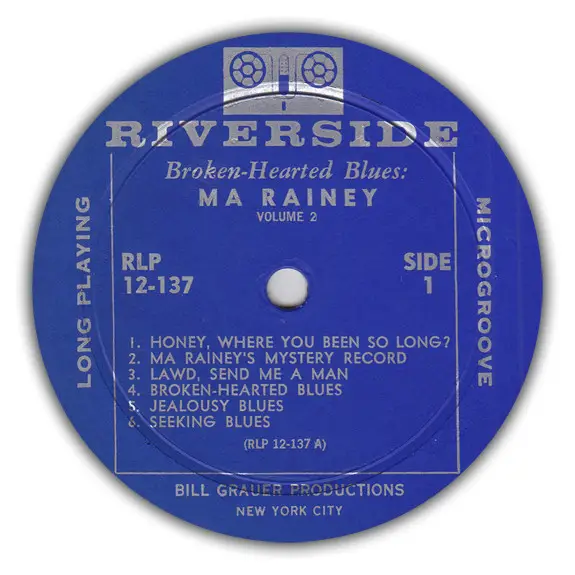 RIVERSIDE
Broken-Hearted Blues:
MA RAINEY
VOLUME 2
LONG PLAYING
MICROGROOVE
RLP
12-137
SIDE
1
1. HONEY, WHERE YOU BEEN SO LONG?
2. MA RAINEY'S MYSTERY RECORD
3. LAWD, SEND ME A MAN
4. BROKEN-HEARTED BLUES
5. JEALOUSY BLUES
6. SEEKING BLUES
(RLP 12-137 A)
BILL GRAUER PRODUCTIONS
NEW YORK CITY